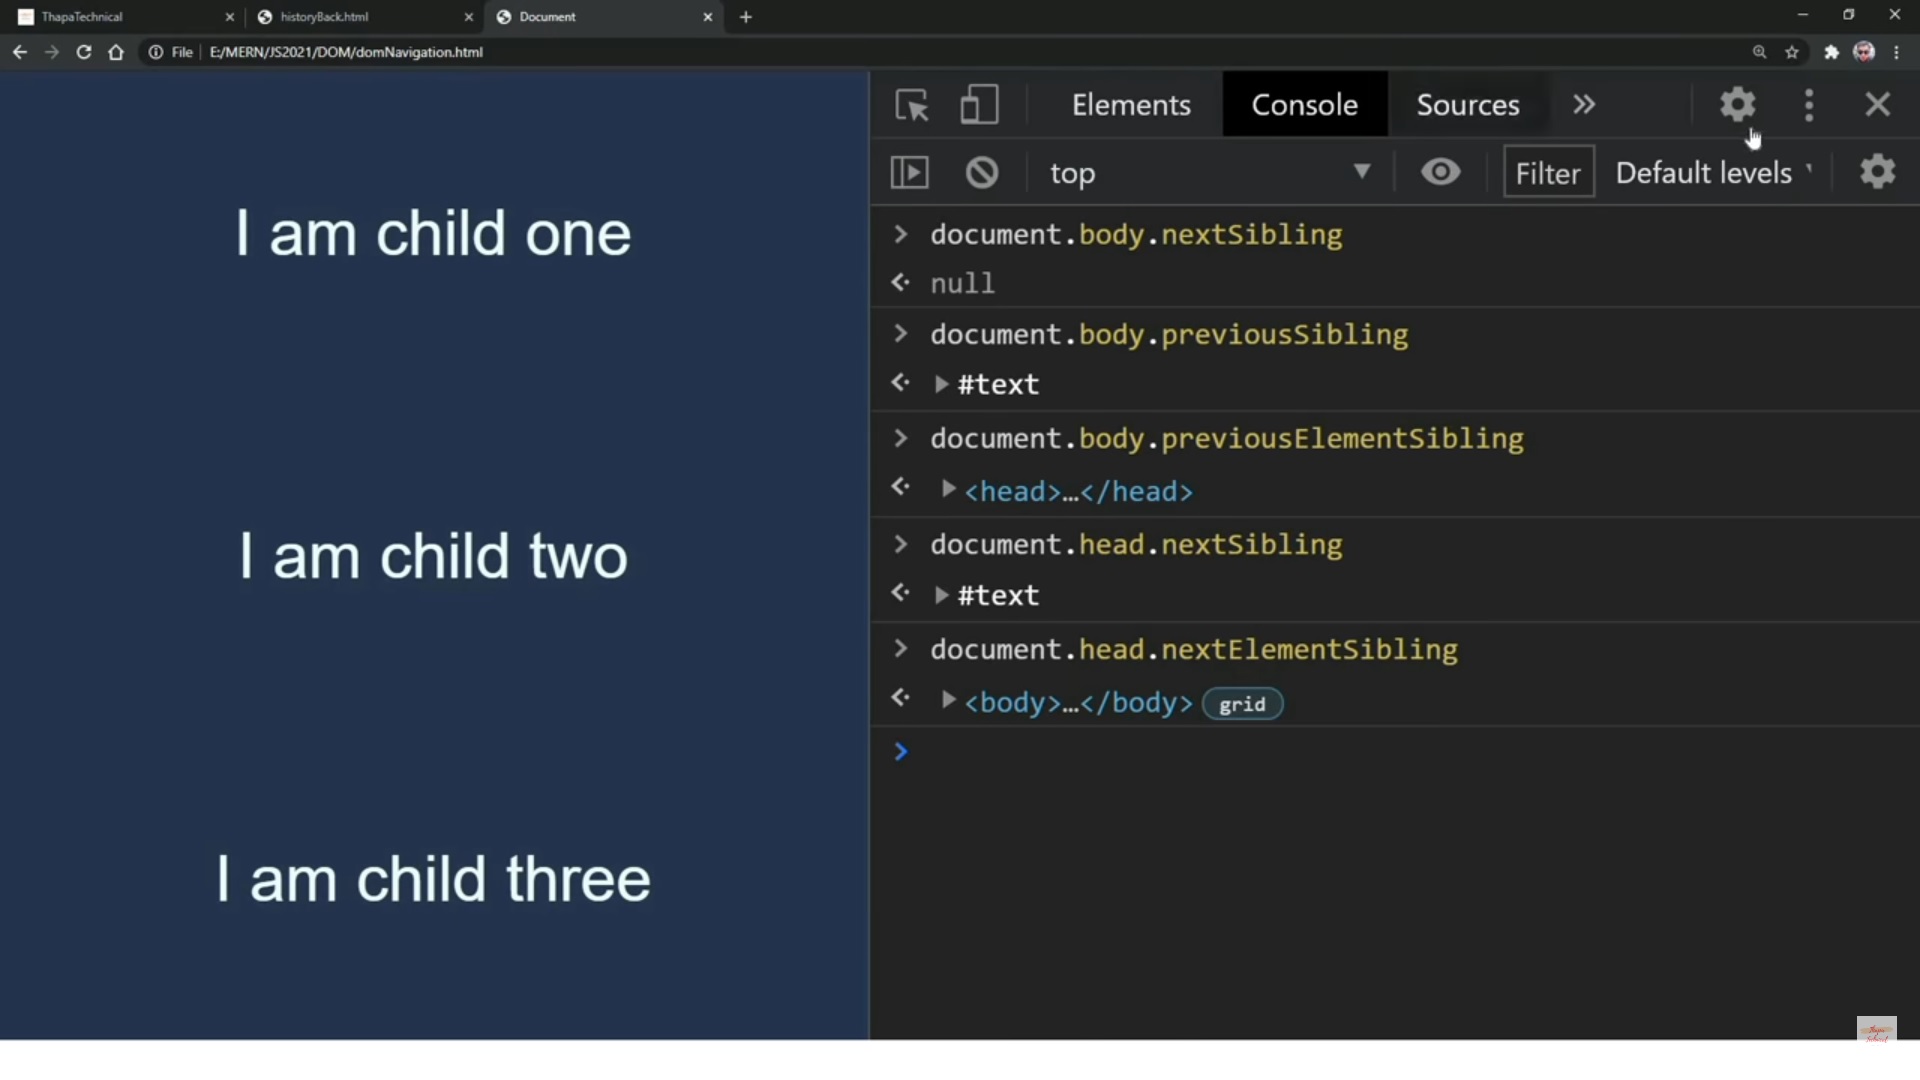 ThapaTechnical
historyBack.html
Document
File
E:/MERN/JS2021/DOM/domNavigation.html
I am child one
I am child two
I am child three
Elements
Console
Sources
top
Filter
Default levels
document.body.nextSibling
null
document.body.previousSibling
#text
document.body.previousElementSibling
<head>…</head>
document.head.nextSibling
#text
document.head.nextElementSibling
<body>…</body> grid